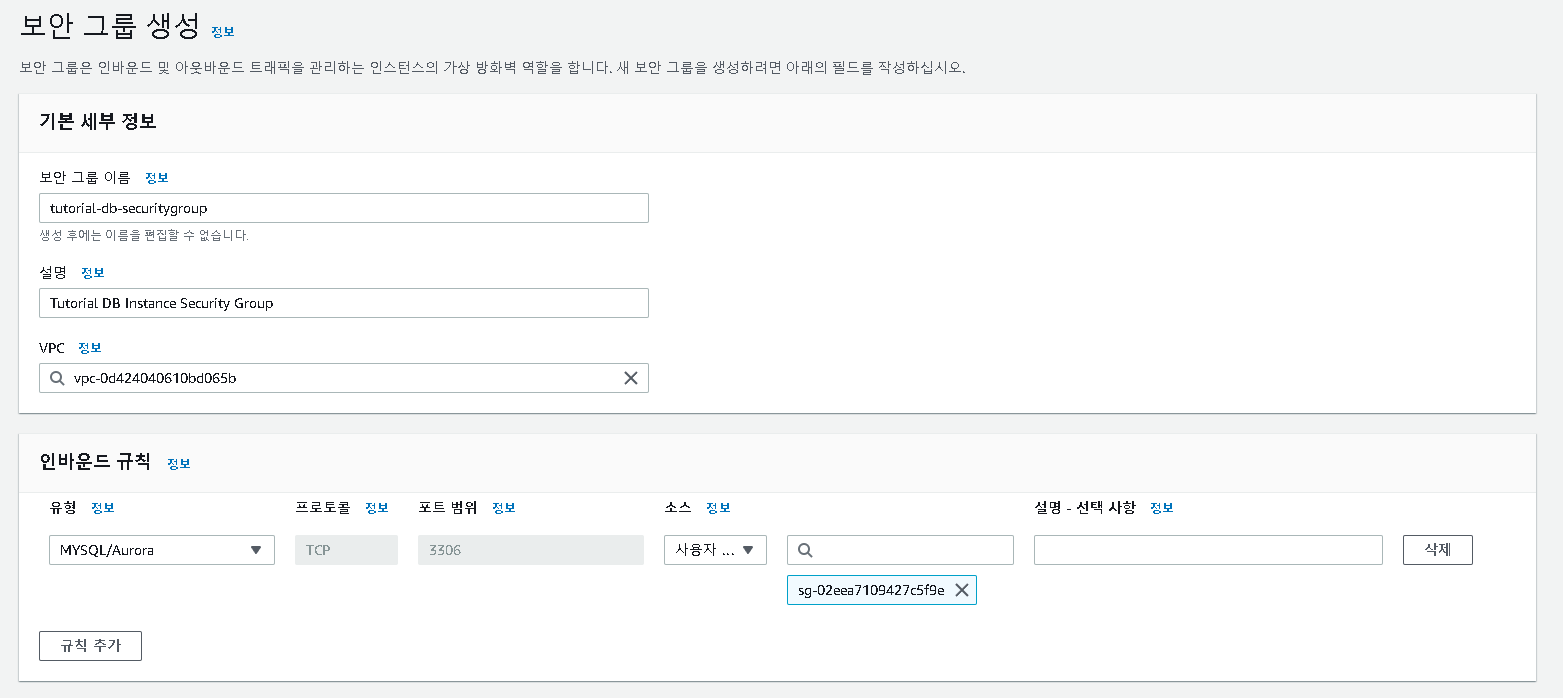 보안 그룹 생성 정보
보안 그룹은 인바운드 및 아웃바운드 트래픽을 관리하는 인스턴스의 가상 방화벽 역할을 합니다. 새 보안 그룹을 생성하려면 아래의 필드를 작성하십시오.
기본 세부 정보
보안 그룹 이름 정보
tutorial-db-securitygroup
생성 후에는 이름을 편집할 수 없습니다.
설명 정보
Tutorial DB Instance Security Group
VPC 정보
vpc-0d424040610bd065b
인바운드 규칙 정보
유형 정보 프로토콜 정보 포트 범위 정보 소스 정보 설명 - 선택 사항 정보
MYSQL/Aurora TCP 3306 사용자 ... 삭제
sg-02eea7109427c5f9e
규칙 추가